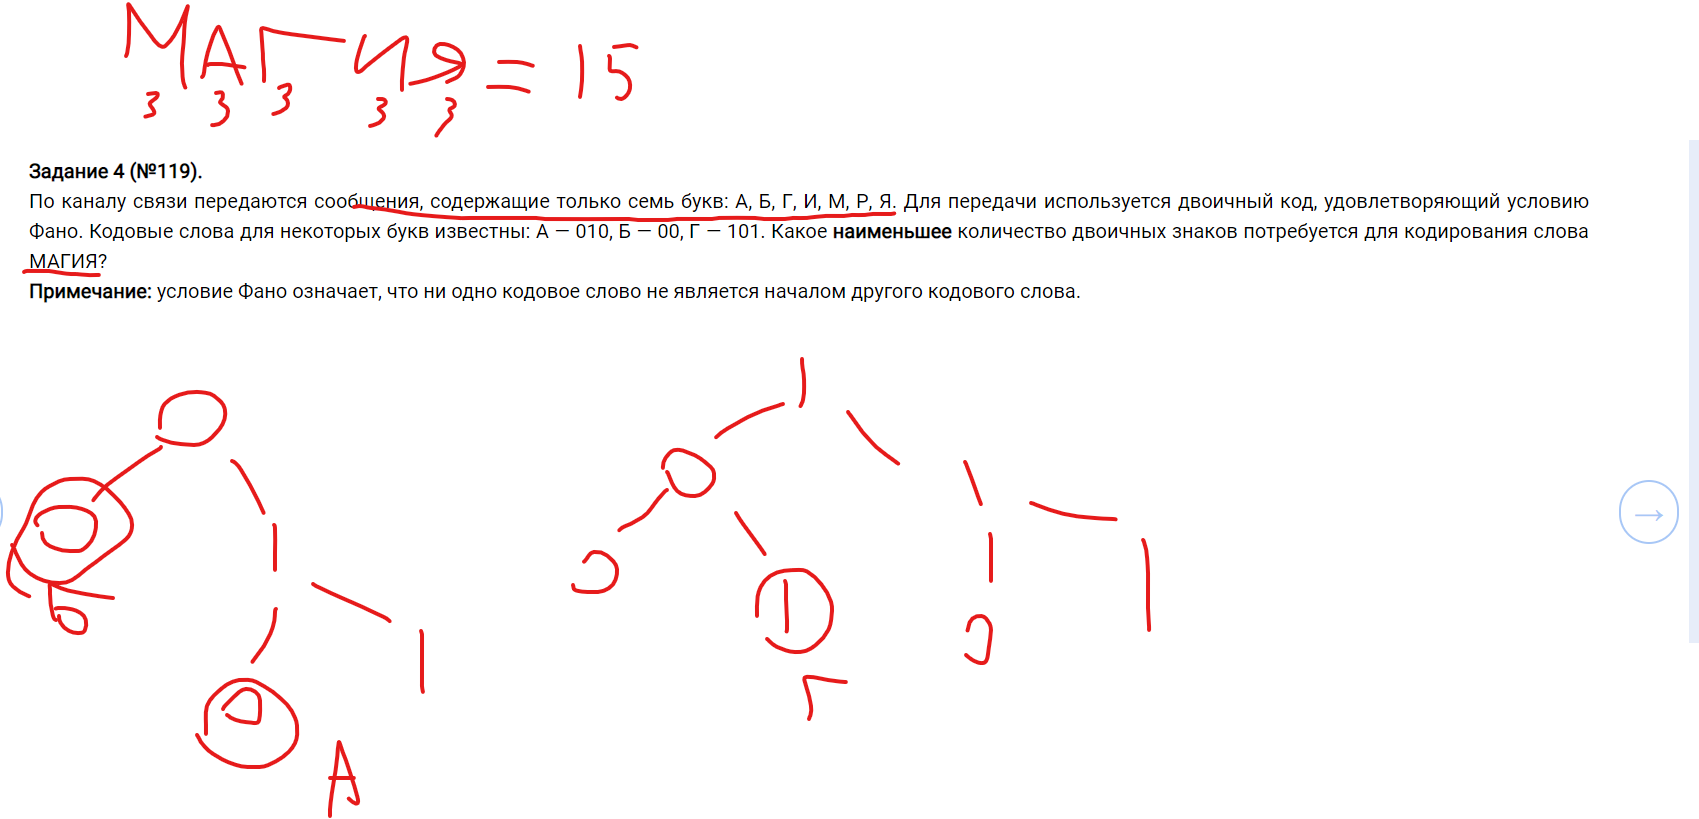 МАГИЯ = 15
3 3 3 3 3
Задание 4 (№119).
По каналу связи передаются сообщения, содержащие только семь букв: А, Б, Г, И, М, Р, Я. Для передачи используется двоичный код, удовлетворяющий условию
Фано. Кодовые слова для некоторых букв известны: А — 010, Б — 00, Г — 101. Какое наименьшее количество двоичных знаков потребуется для кодирования слова
МАГИЯ?
Примечание: условие Фано означает, что ни одно кодовое слово не является началом другого кодового слова.
0 1
0 1 0 1
Б 0 1 0 1 0 1
А Г